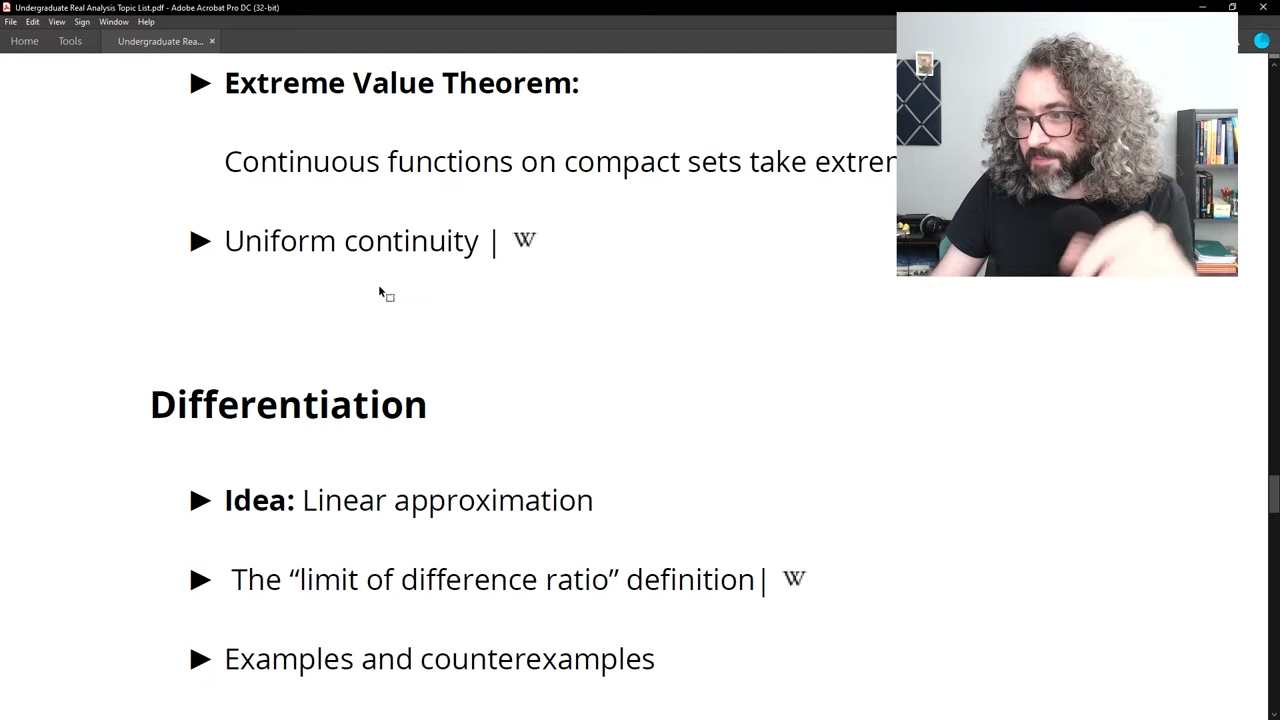 Undergraduate Real Analysis Topic List.pdf - Adobe Acrobat Pro DC (32-bit)
File Edit View Sign Window Help
Home Tools Undergraduate Rea... ×
► Extreme Value Theorem:
Continuous functions on compact sets take extrem
► Uniform continuity | W
Differentiation
► Idea: Linear approximation
► The “limit of difference ratio” definition| W
► Examples and counterexamples